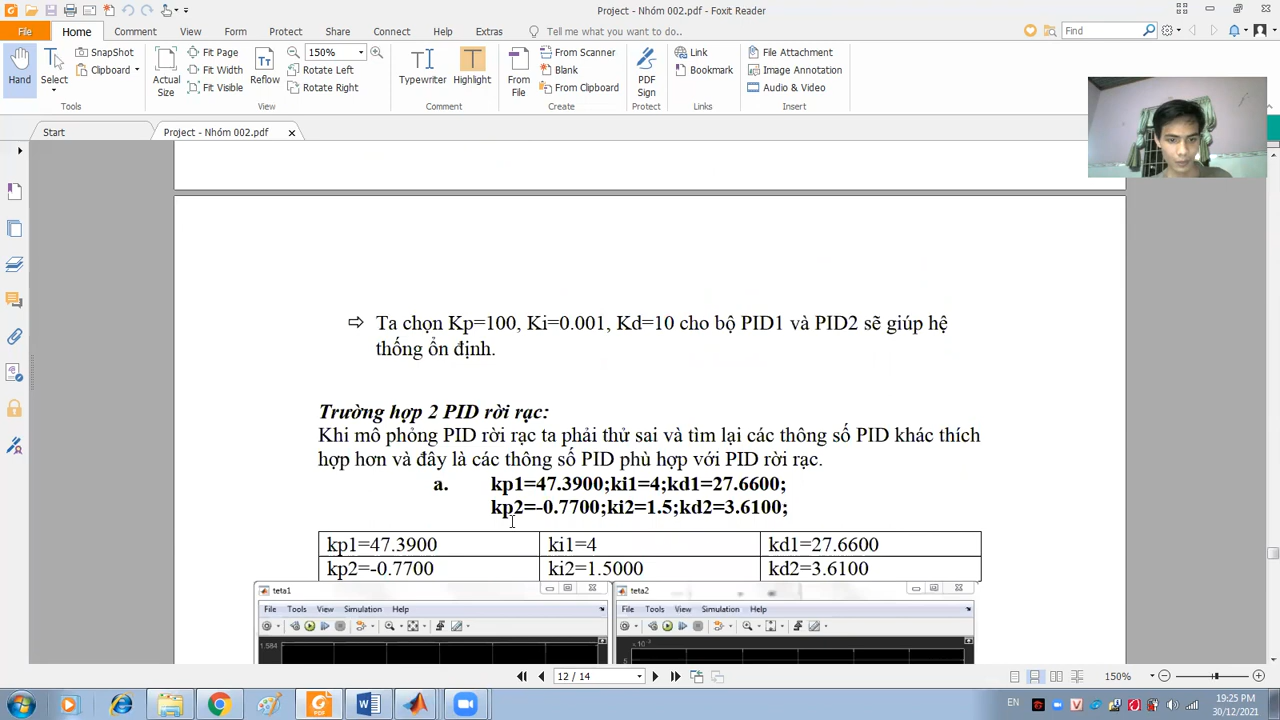 Project - Nhóm 002.pdf - Foxit Reader
File Home Comment View Form Protect Share Connect Help Extras Tell me what you want to do.. Find
Hand
Select
SnapShot
Clipboard
Actual Size
Fit Page
Fit Width
Fit Visible
Reflow
150%
Rotate Left
Rotate Right
Typewriter
Highlight
From File
From Scanner
Blank
From Clipboard
PDF Sign
Link
Bookmark
File Attachment
Image Annotation
Audio & Video
Tools View Comment Create Protect Links Insert
Start Project - Nhóm 002.pdf
⇨ Ta chọn Kp=100, Ki=0.001, Kd=10 cho bộ PID1 và PID2 sẽ giúp hệ
thống ổn định.
Trường hợp 2 PID rời rạc:
Khi mô phỏng PID rời rạc ta phải thử sai và tìm lại các thông số PID khác thích
hợp hơn và đây là các thông số PID phù hợp với PID rời rạc.
a. kp1=47.3900;ki1=4;kd1=27.6600;
kp2=-0.7700;ki2=1.5;kd2=3.6100;
kp1=47.3900 ki1=4 kd1=27.6600
kp2=-0.7700 ki2=1.5000 kd2=3.6100
teta1 teta2
File Tools View Simulation Help File Tools View Simulation Help
1.584
12 / 14 150%
EN 19:25 PM
30/12/2021